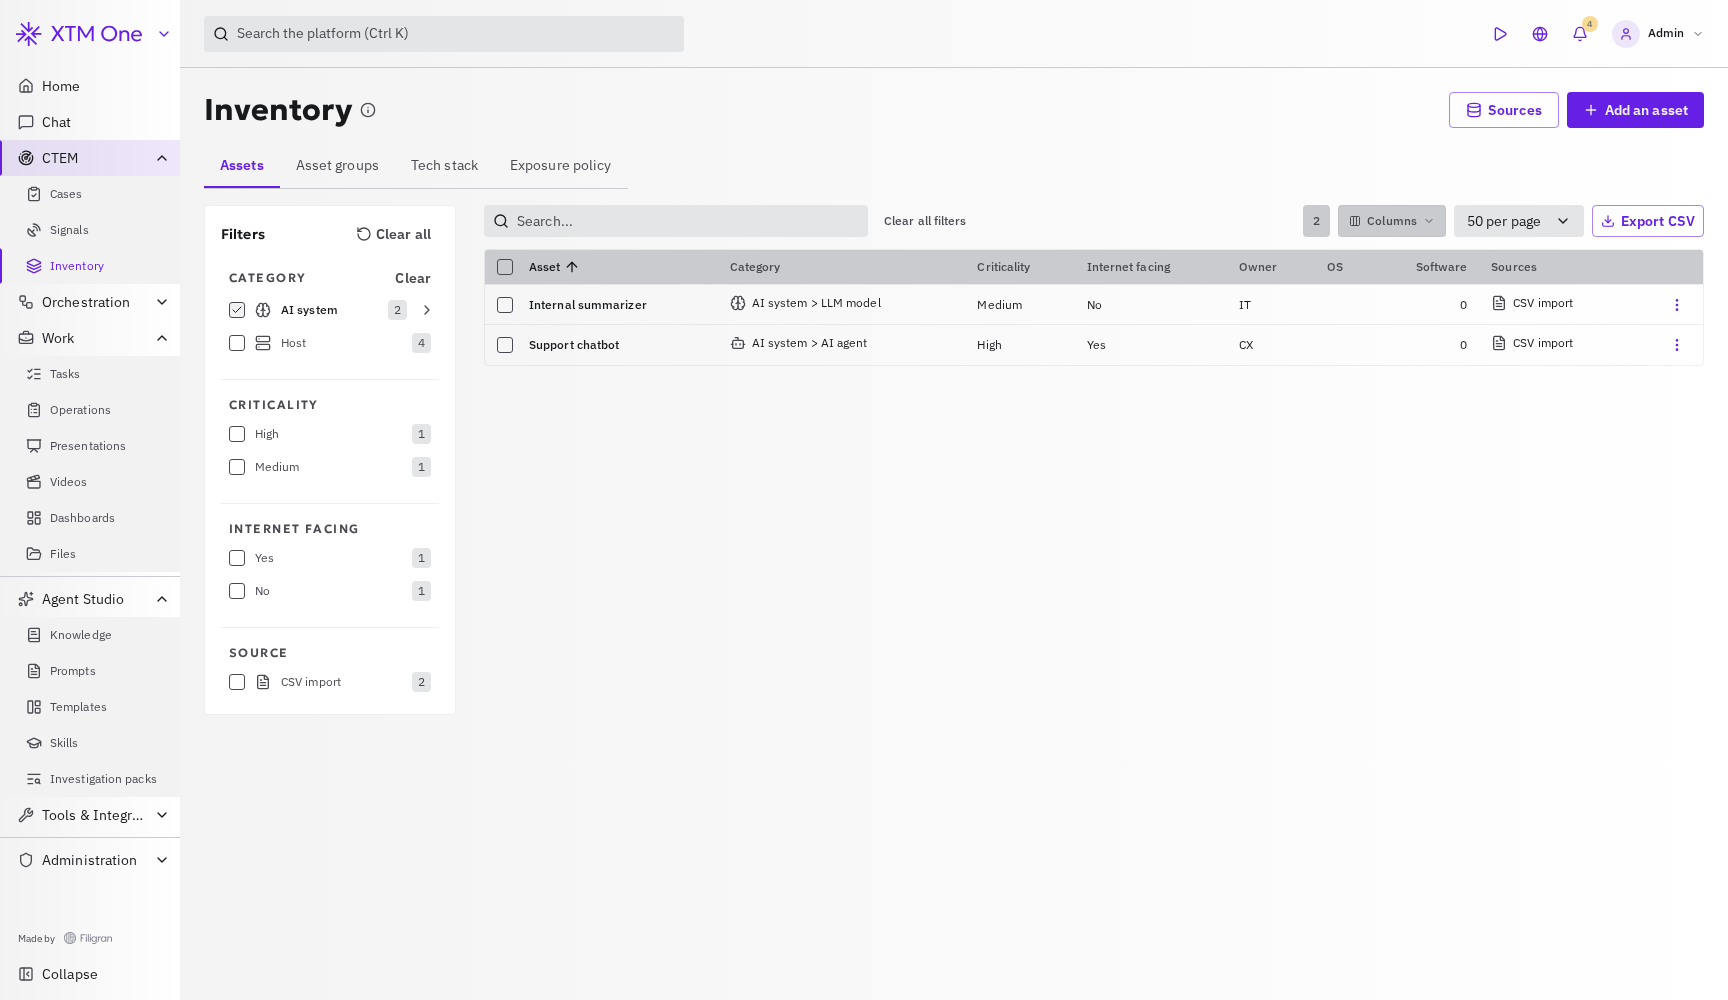 XTM One
Search the platform (Ctrl K)
4
Admin
Home
Chat
CTEM
Cases
Signals
Inventory
Orchestration
Work
Tasks
Operations
Presentations
Videos
Dashboards
Files
Agent Studio
Knowledge
Prompts
Templates
Skills
Investigation packs
Tools & Integr...
Administration
Made by Filigran
Collapse
Inventory
Sources
Add an asset
Assets Asset groups Tech stack Exposure policy
Filters Clear all
CATEGORY Clear
AI system 2
Host 4
CRITICALITY
High 1
Medium 1
INTERNET FACING
Yes 1
No 1
SOURCE
CSV import 2
Search... Clear all filters 2 Columns 50 per page Export CSV
Asset Category Criticality Internet facing Owner OS Software Sources
Internal summarizer AI system > LLM model Medium No IT 0 CSV import
Support chatbot AI system > AI agent High Yes CX 0 CSV import